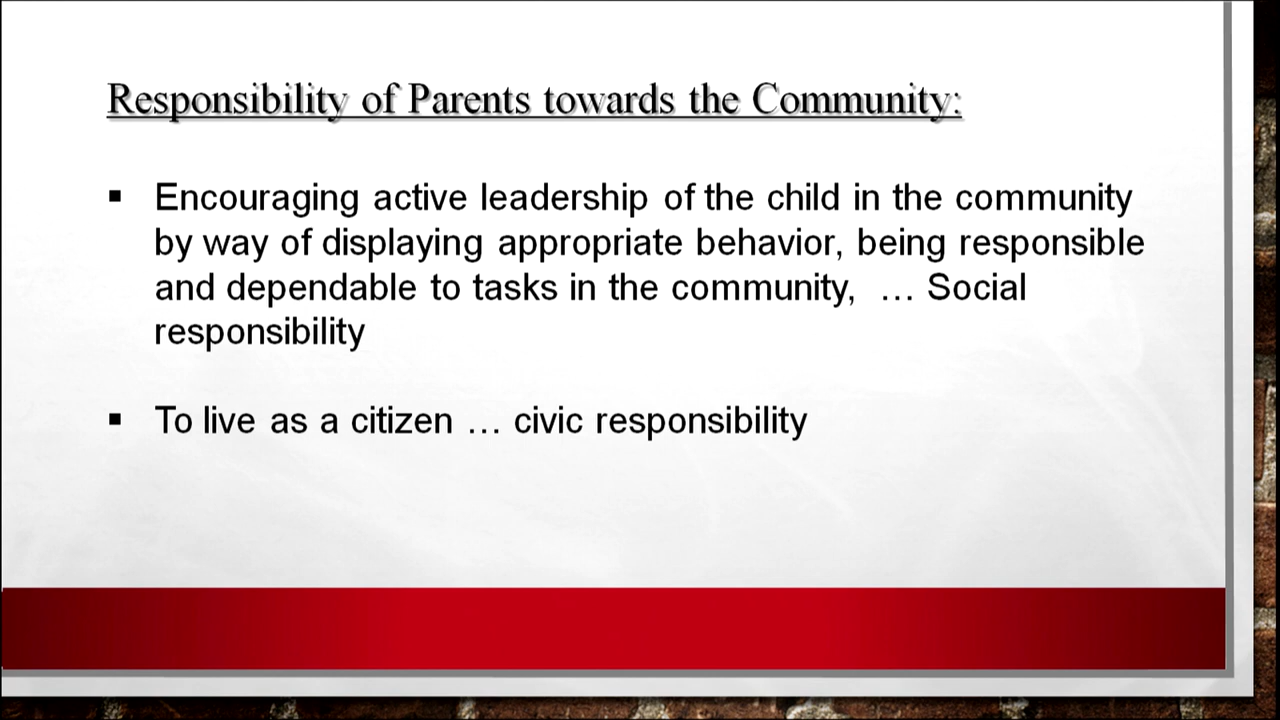 Responsibility of Parents towards the Community:
▪ Encouraging active leadership of the child in the community
by way of displaying appropriate behavior, being responsible
and dependable to tasks in the community, … Social
responsibility
▪ To live as a citizen … civic responsibility